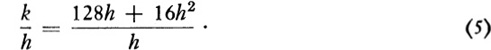 k/h = (128h + 16h²)/h · (5)